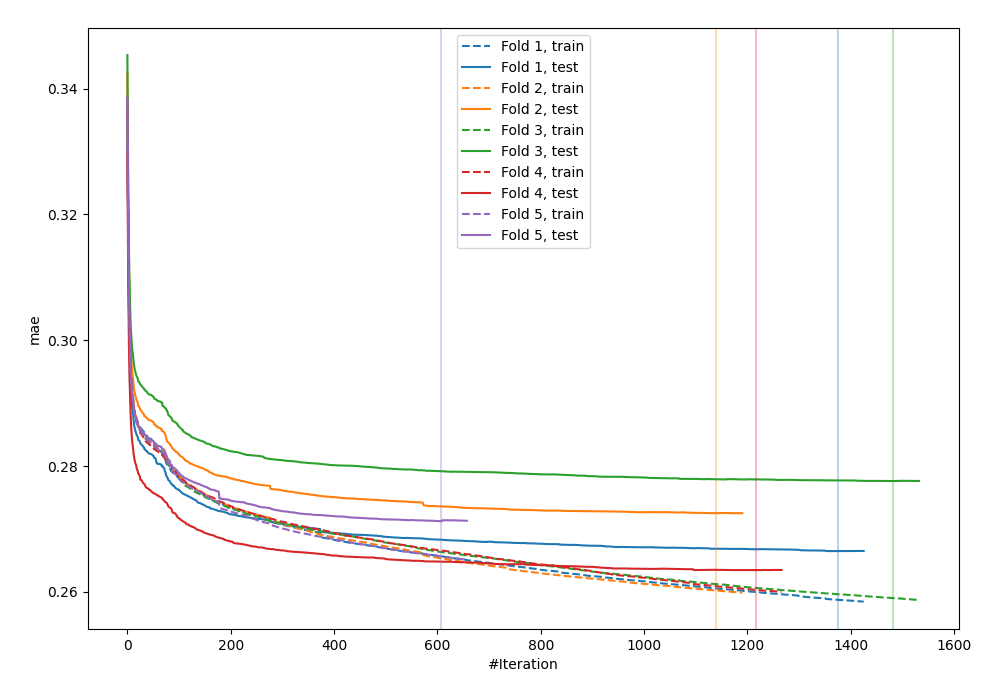 mae
0.34
0.32
0.30
0.28
0.26
Fold 1, train
Fold 1, test
Fold 2, train
Fold 2, test
Fold 3, train
Fold 3, test
Fold 4, train
Fold 4, test
Fold 5, train
Fold 5, test
0 200 400 600 800 1000 1200 1400 1600
#Iteration